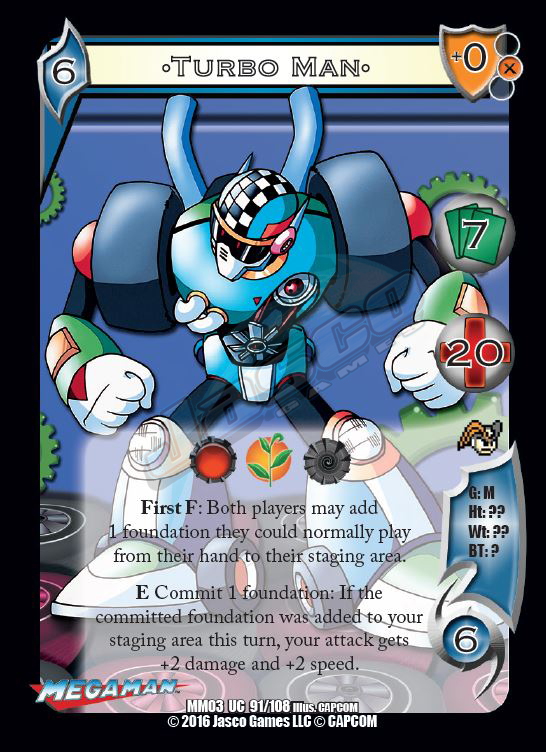 6
·TURBO MAN·
+0
7
20
G: M
Ht: ??
Wt: ??
BT: ?
First F: Both players may add
1 foundation they could normally play
from their hand to their staging area.
E Commit 1 foundation: If the
committed foundation was added to your
staging area this turn, your attack gets
+2 damage and +2 speed.
6
MEGAMAN™
MM03 UC 91/108 Illus. CAPCOM
© 2016 Jasco Games LLC © CAPCOM
JASCO
GAMES